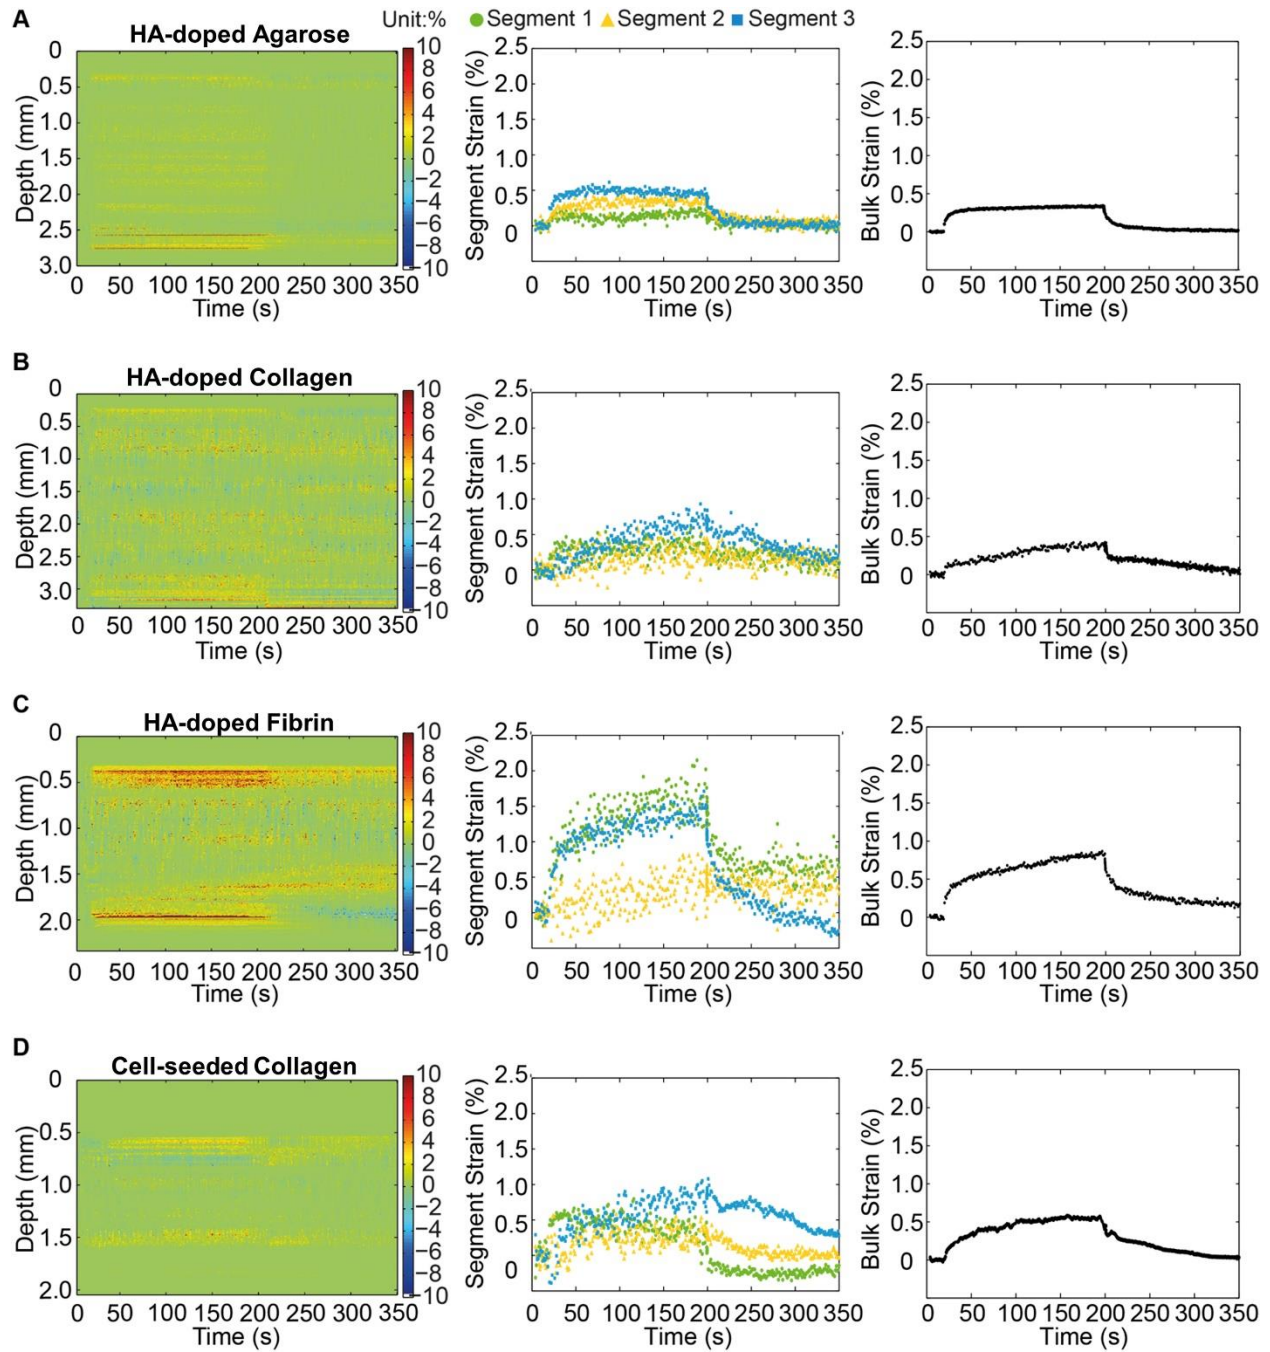 A
Unit:% Segment 1 Segment 2 Segment 3
HA-doped Agarose
Depth (mm)
0
0.5
1.0
1.5
2.0
2.5
3.0
0 50 100 150 200 250 300 350
Time (s)
10
8
6
4
2
0
−2
−4
−6
−8
−10
Segment Strain (%)
2.5
2.0
1.5
1.0
0.5
0
0 50 100 150 200 250 300 350
Time (s)
Bulk Strain (%)
2.5
2.0
1.5
1.0
0.5
0
0 50 100 150 200 250 300 350
Time (s)
B
HA-doped Collagen
Depth (mm)
0
0.5
1.0
1.5
2.0
2.5
3.0
0 50 100 150 200 250 300 350
Time (s)
10
8
6
4
2
0
−2
−4
−6
−8
−10
Segment Strain (%)
2.5
2.0
1.5
1.0
0.5
0
0 50 100 150 200 250 300 350
Time (s)
Bulk Strain (%)
2.5
2.0
1.5
1.0
0.5
0
0 50 100 150 200 250 300 350
Time (s)
C
HA-doped Fibrin
Depth (mm)
0
0.5
1.0
1.5
2.0
0 50 100 150 200 250 300 350
Time (s)
10
8
6
4
2
0
−2
−4
−6
−8
−10
Segment Strain (%)
2.5
2.0
1.5
1.0
0.5
0
0 50 100 150 200 250 300 350
Time (s)
Bulk Strain (%)
2.5
2.0
1.5
1.0
0.5
0
0 50 100 150 200 250 300 350
Time (s)
D
Cell-seeded Collagen
Depth (mm)
0
0.5
1.0
1.5
2.0
0 50 100 150 200 250 300 350
Time (s)
10
8
6
4
2
0
−2
−4
−6
−8
−10
Segment Strain (%)
2.5
2.0
1.5
1.0
0.5
0
0 50 100 150 200 250 300 350
Time (s)
Bulk Strain (%)
2.5
2.0
1.5
1.0
0.5
0
0 50 100 150 200 250 300 350
Time (s)